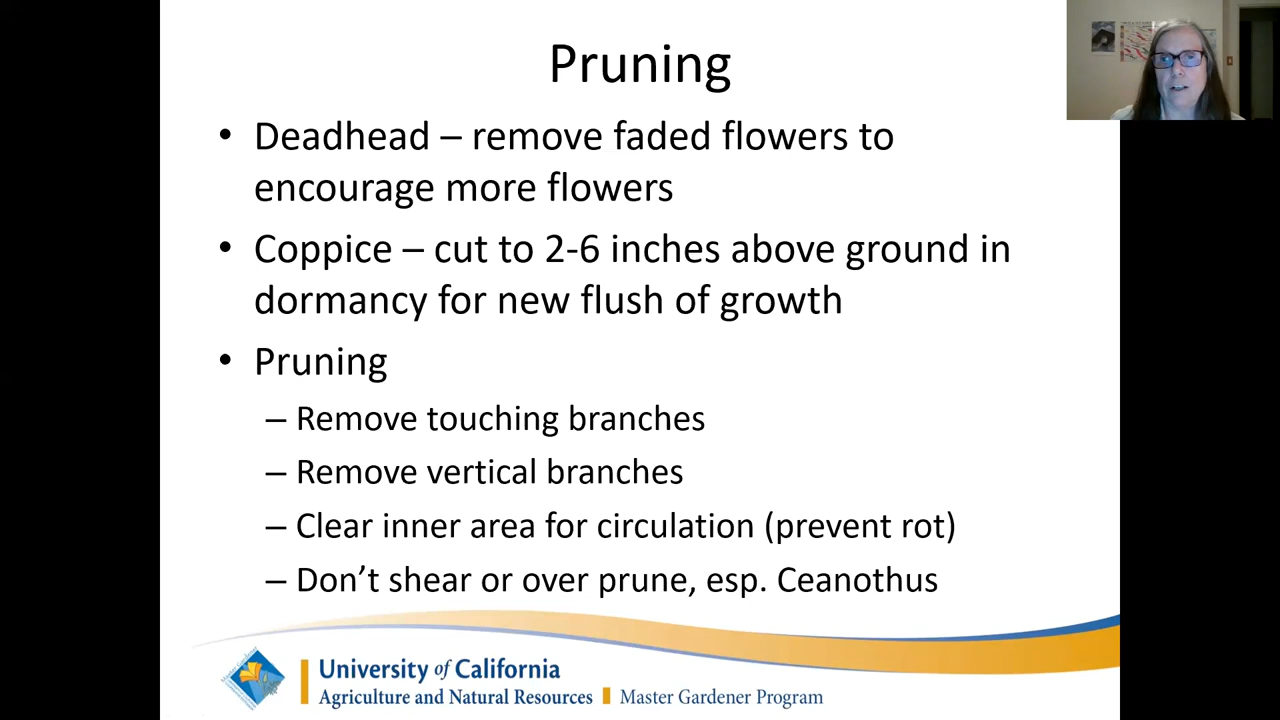 Pruning
• Deadhead – remove faded flowers to
encourage more flowers
• Coppice – cut to 2-6 inches above ground in
dormancy for new flush of growth
• Pruning
– Remove touching branches
– Remove vertical branches
– Clear inner area for circulation (prevent rot)
– Don’t shear or over prune, esp. Ceanothus
University of California
Agriculture and Natural Resources Master Gardener Program